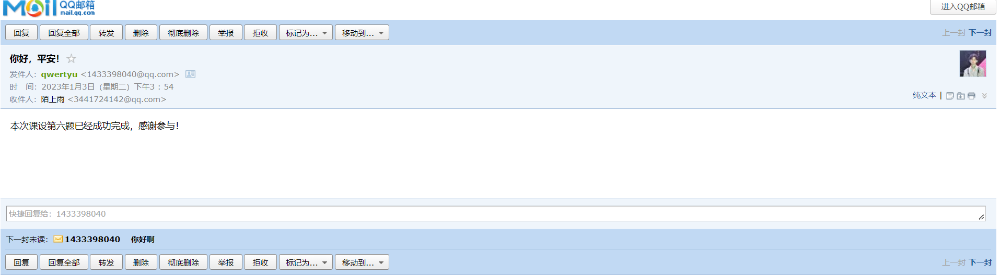 Mail QQ邮箱
mail.qq.com
进入QQ邮箱
回复 回复全部 转发 删除 彻底删除 举报 拒收 标记为... 移动到... 上一封 下一封
你好，平安！
发件人：qwertyu <1433398040@qq.com>
时 间：2023年1月3日（星期二）下午3：54
收件人：陌上雨 <3441724142@qq.com>
纯文本 |
本次课设第六题已经成功完成，感谢参与！
快捷回复给：1433398040
下一封未读：1433398040 你好啊
回复 回复全部 转发 删除 彻底删除 举报 拒收 标记为... 移动到... 上一封 下一封